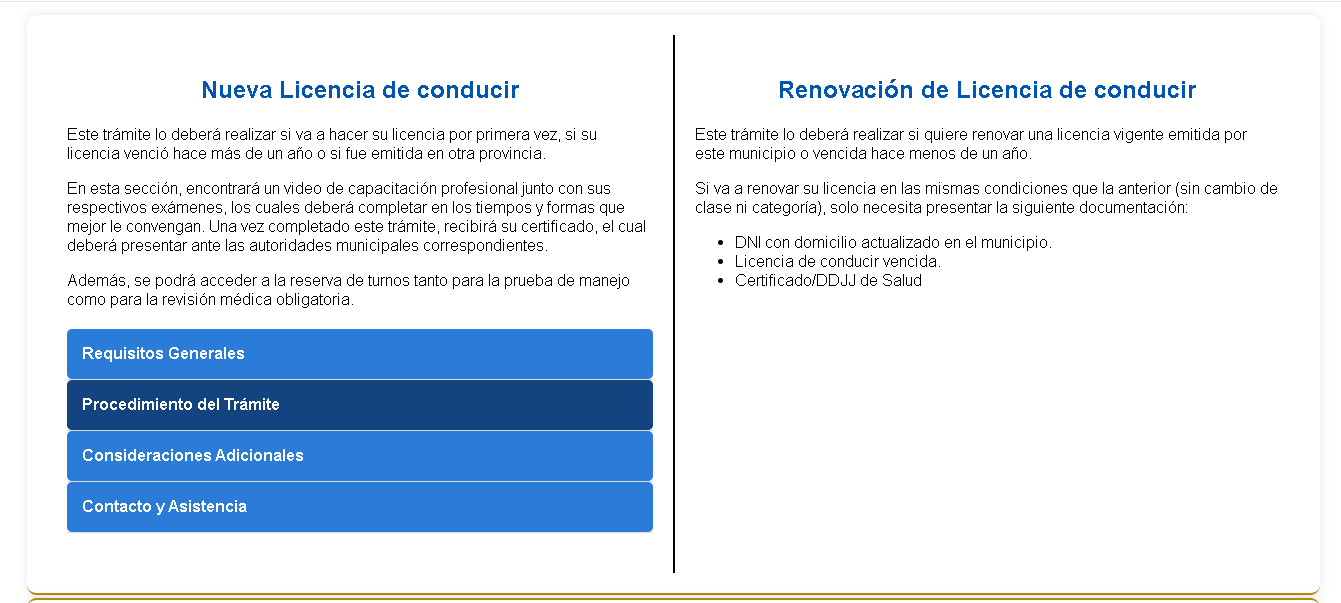 Nueva Licencia de conducir
Este trámite lo deberá realizar si va a hacer su licencia por primera vez, si su
licencia venció hace más de un año o si fue emitida en otra provincia.
En esta sección, encontrará un video de capacitación profesional junto con sus
respectivos exámenes, los cuales deberá completar en los tiempos y formas que
mejor le convengan. Una vez completado este trámite, recibirá su certificado, el cual
deberá presentar ante las autoridades municipales correspondientes.
Además, se podrá acceder a la reserva de turnos tanto para la prueba de manejo
como para la revisión médica obligatoria.
Requisitos Generales
Procedimiento del Trámite
Consideraciones Adicionales
Contacto y Asistencia
Renovación de Licencia de conducir
Este trámite lo deberá realizar si quiere renovar una licencia vigente emitida por
este municipio o vencida hace menos de un año.
Si va a renovar su licencia en las mismas condiciones que la anterior (sin cambio de
clase ni categoría), solo necesita presentar la siguiente documentación:
• DNI con domicilio actualizado en el municipio.
• Licencia de conducir vencida.
• Certificado/DDJJ de Salud